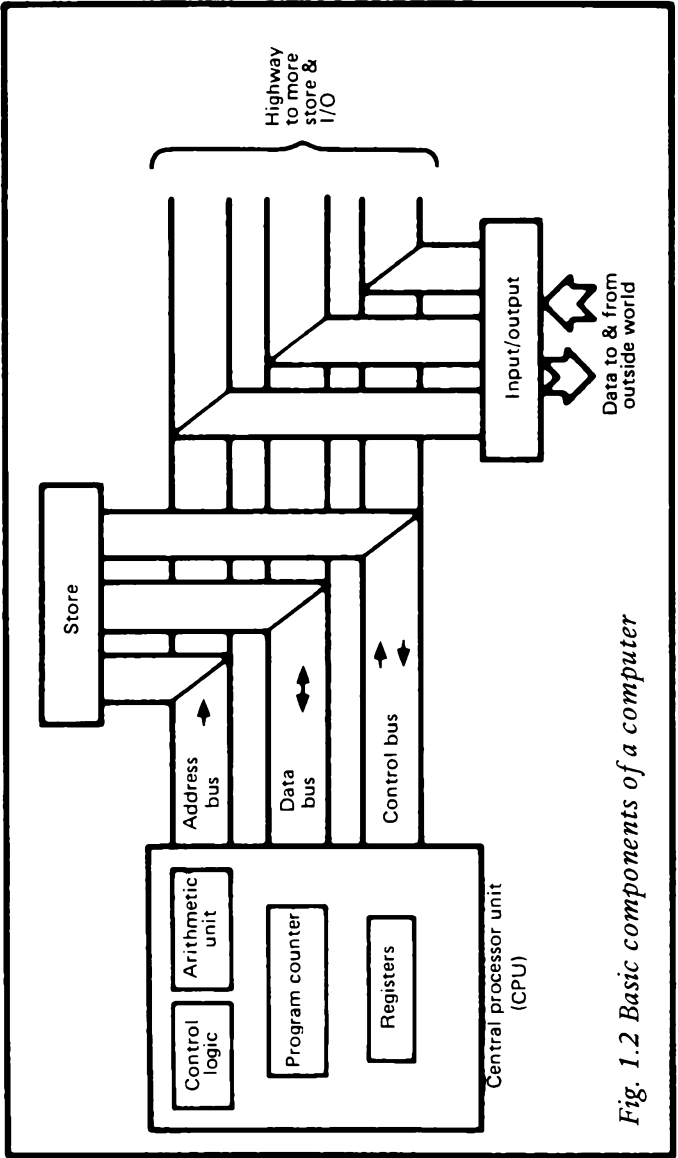 Store
Highway
to more
store &
I/O
Control
logic
Arithmetic
unit
Address
bus
Program counter
Data
bus
Registers
Control bus
Central processor unit
(CPU)
Input/output
Data to & from
outside world
Fig. 1.2 Basic components of a computer